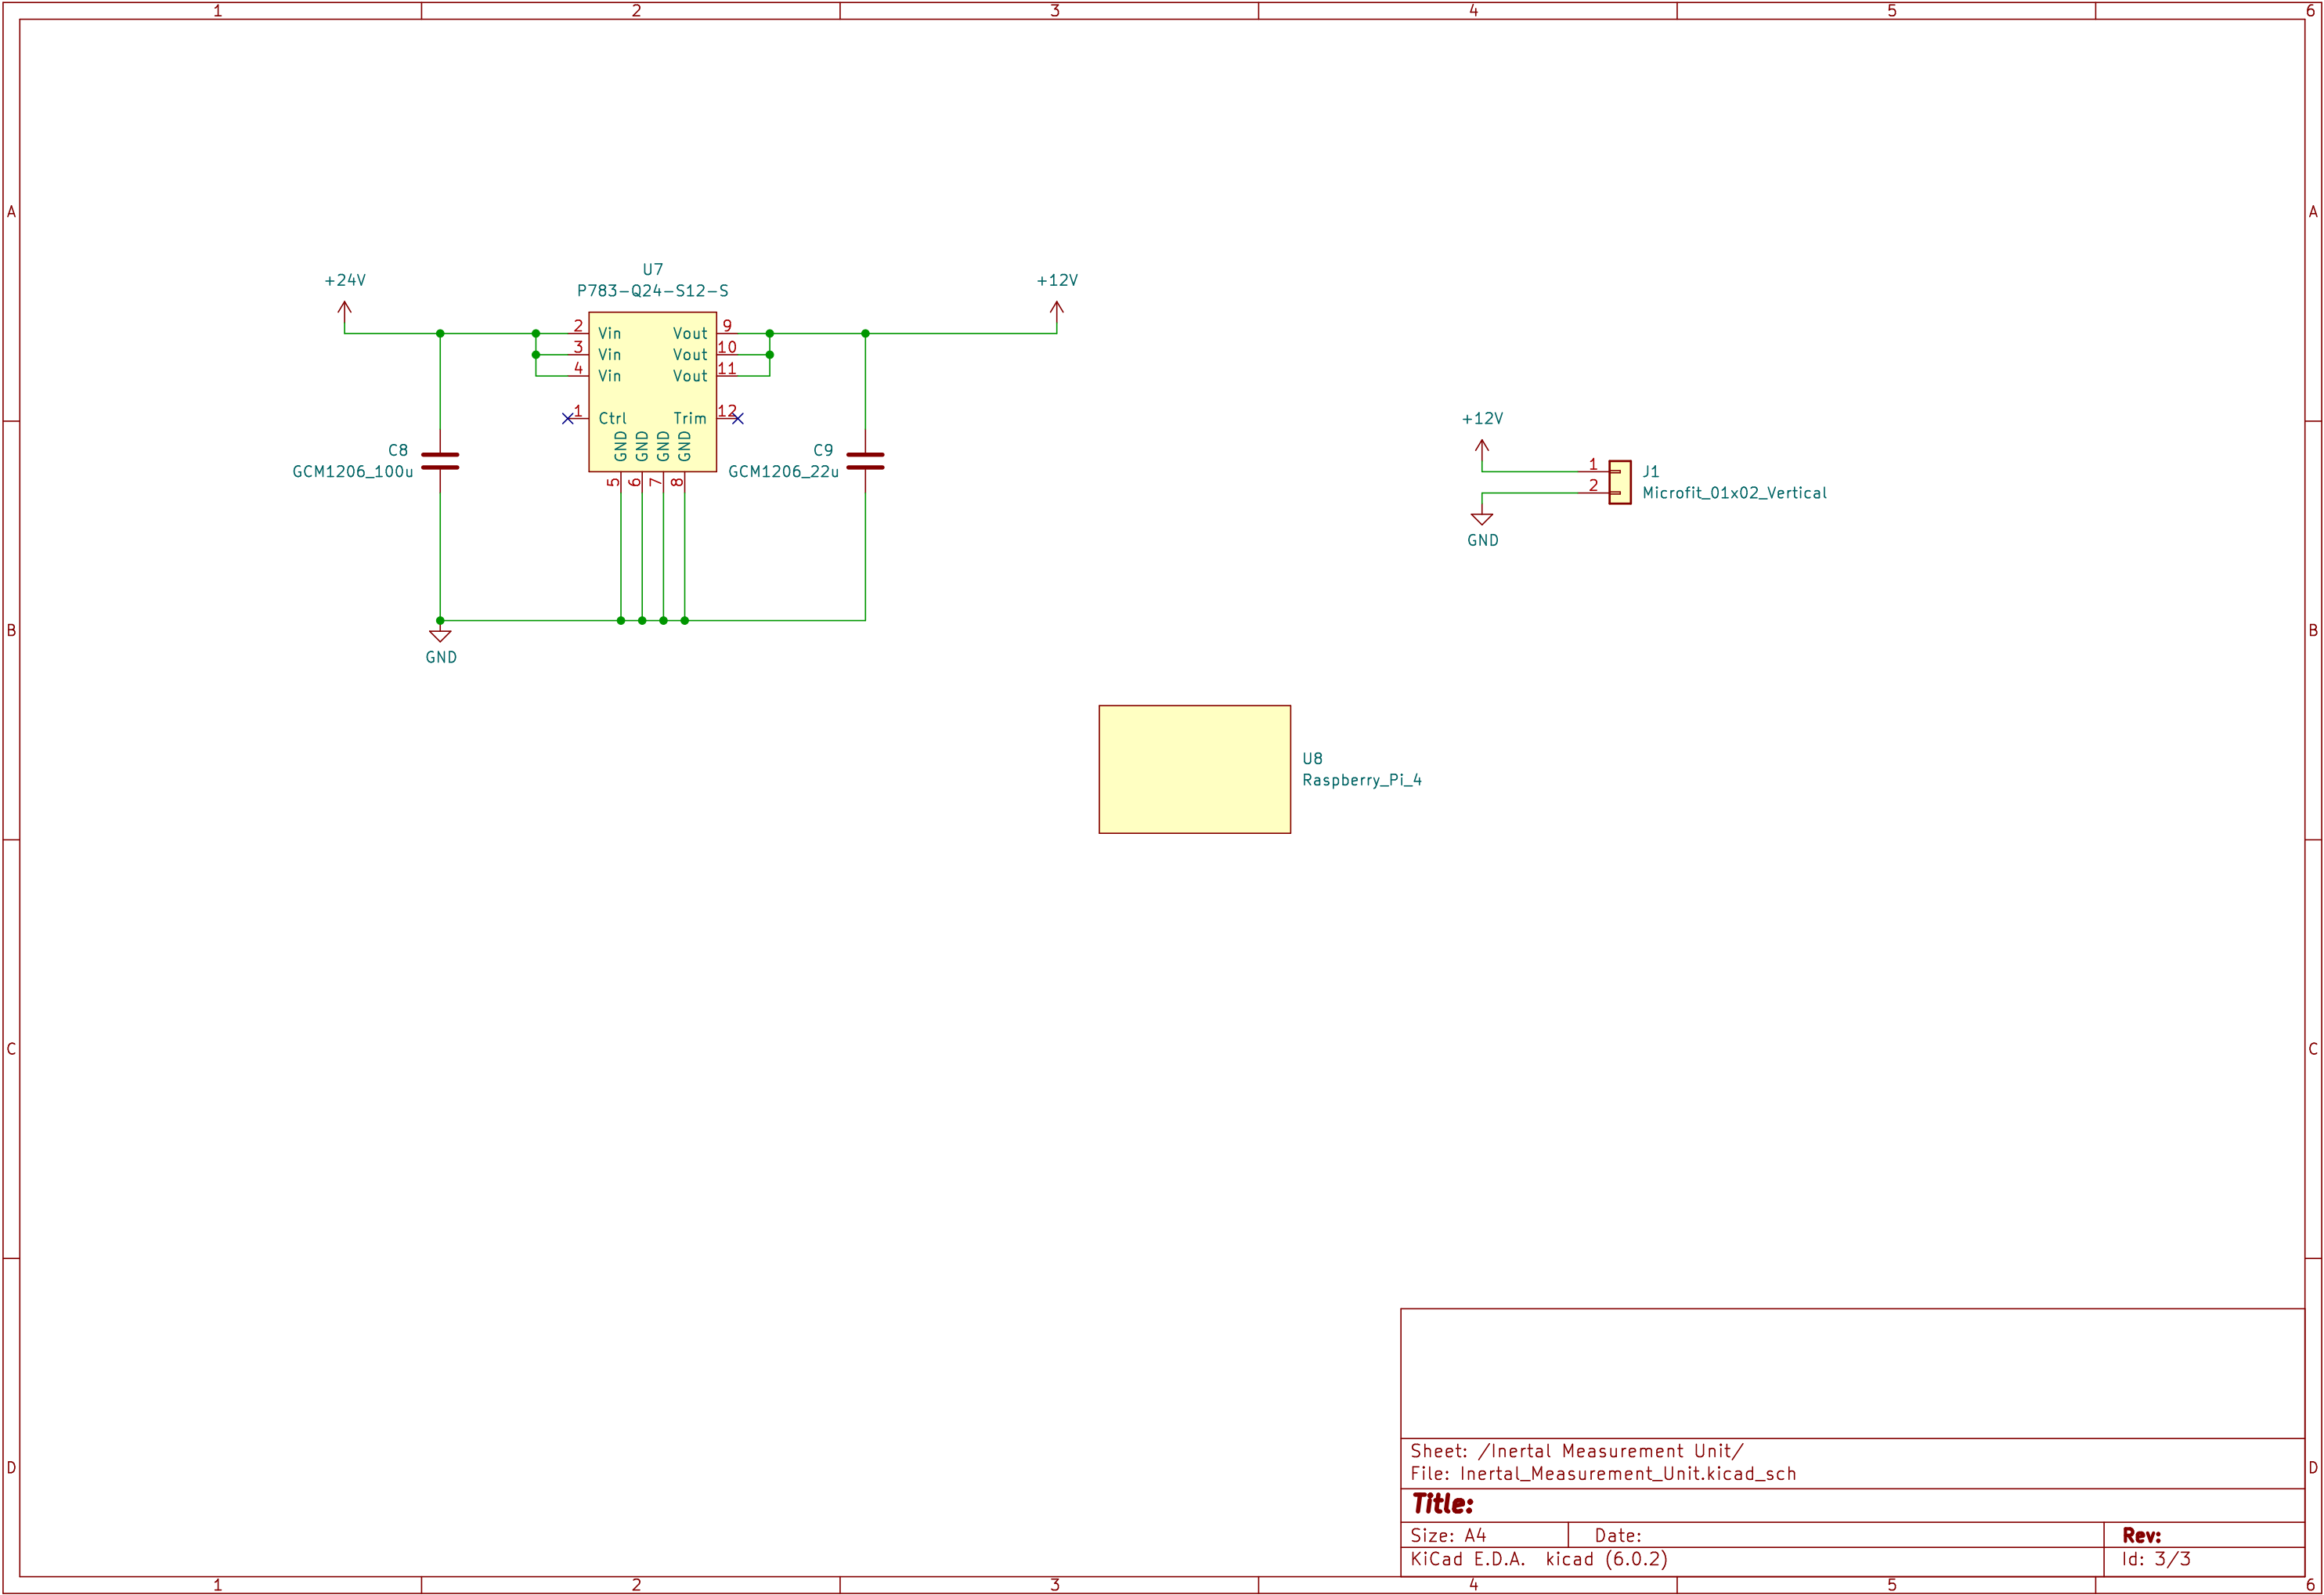 1 2 3 4 5 6
A A
U7
+24V P783-Q24-S12-S +12V
2 Vin Vout 9
3 Vin Vout 10
4 Vin Vout 11
1 Ctrl Trim 12
GND GND GND GND
5 6 7 8
C8
GCM1206_100u
C9
GCM1206_22u
+12V
1 J1
2 Microfit_01x02_Vertical
GND
B B
GND
U8
Raspberry_Pi_4
C C
Sheet: /Inertal Measurement Unit/
File: Inertal_Measurement_Unit.kicad_sch
D D
Title:
Size: A4 Date: Rev:
KiCad E.D.A. kicad (6.0.2) Id: 3/3
1 2 3 4 5 6